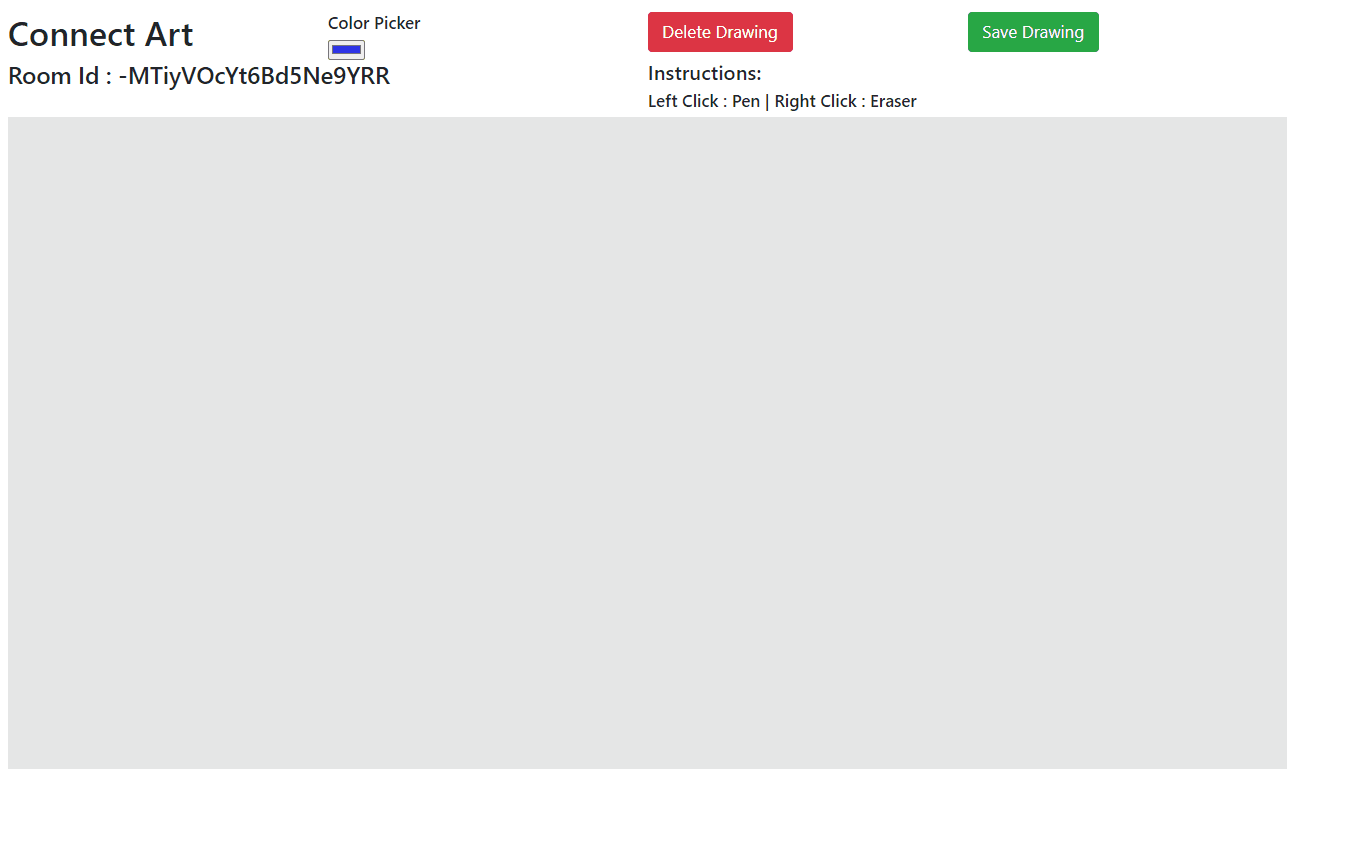 Connect Art
Color Picker
Delete Drawing
Save Drawing
Room Id : -MTiyVOcYt6Bd5Ne9YRR
Instructions:
Left Click : Pen | Right Click : Eraser